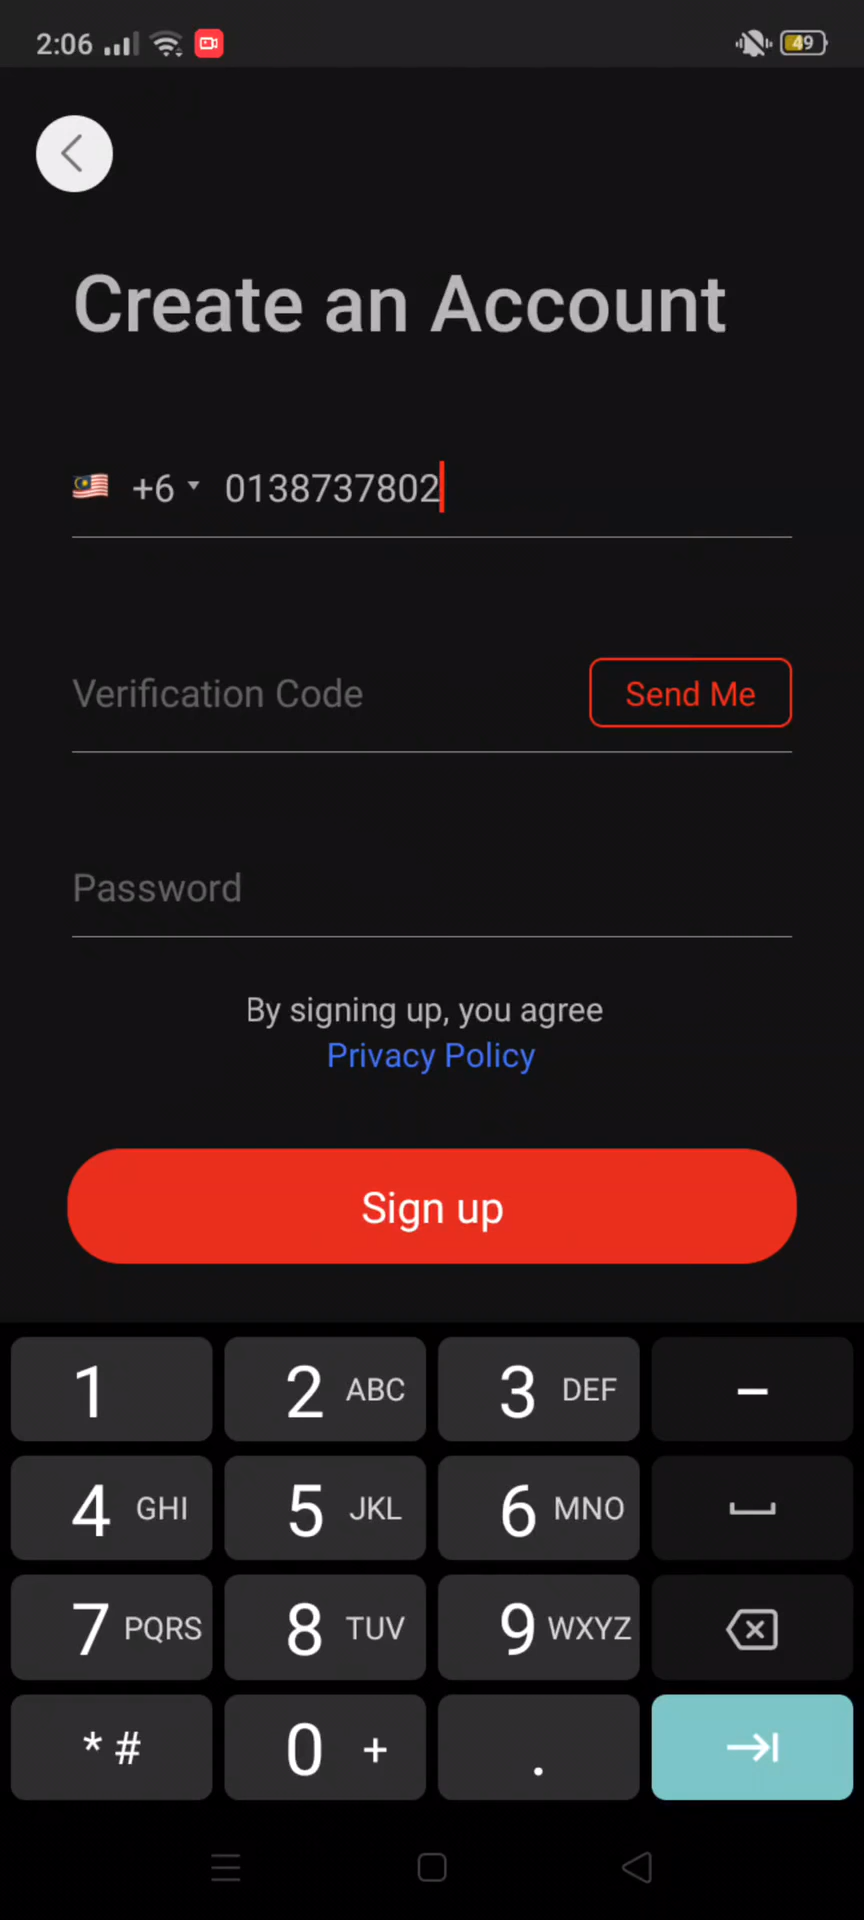 2:06 49
Create an Account
+6 0138737802
Verification Code Send Me
Password
By signing up, you agree
Privacy Policy
Sign up
1 2 ABC 3 DEF –
4 GHI 5 JKL 6 MNO
7 PQRS 8 TUV 9 WXYZ
* # 0 + .